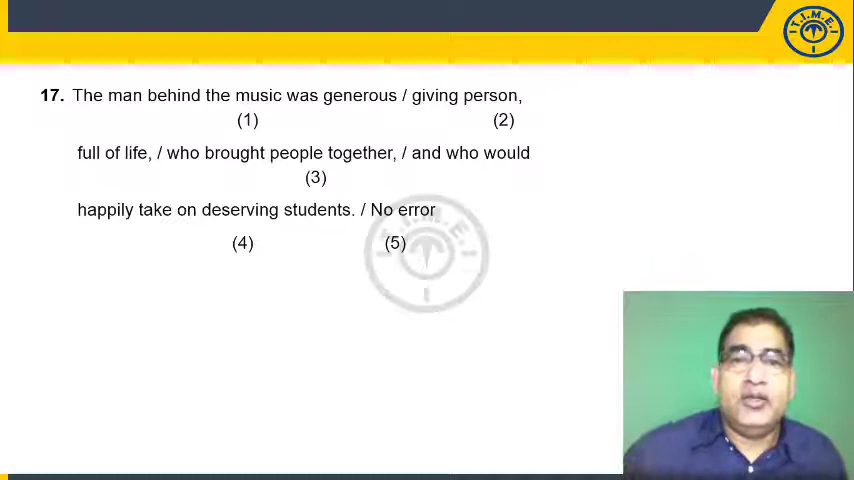 T.I.M.E.
17. The man behind the music was generous / giving person,
(1) (2)
full of life, / who brought people together, / and who would
(3)
happily take on deserving students. / No error
(4) (5)
T.I.M.E.